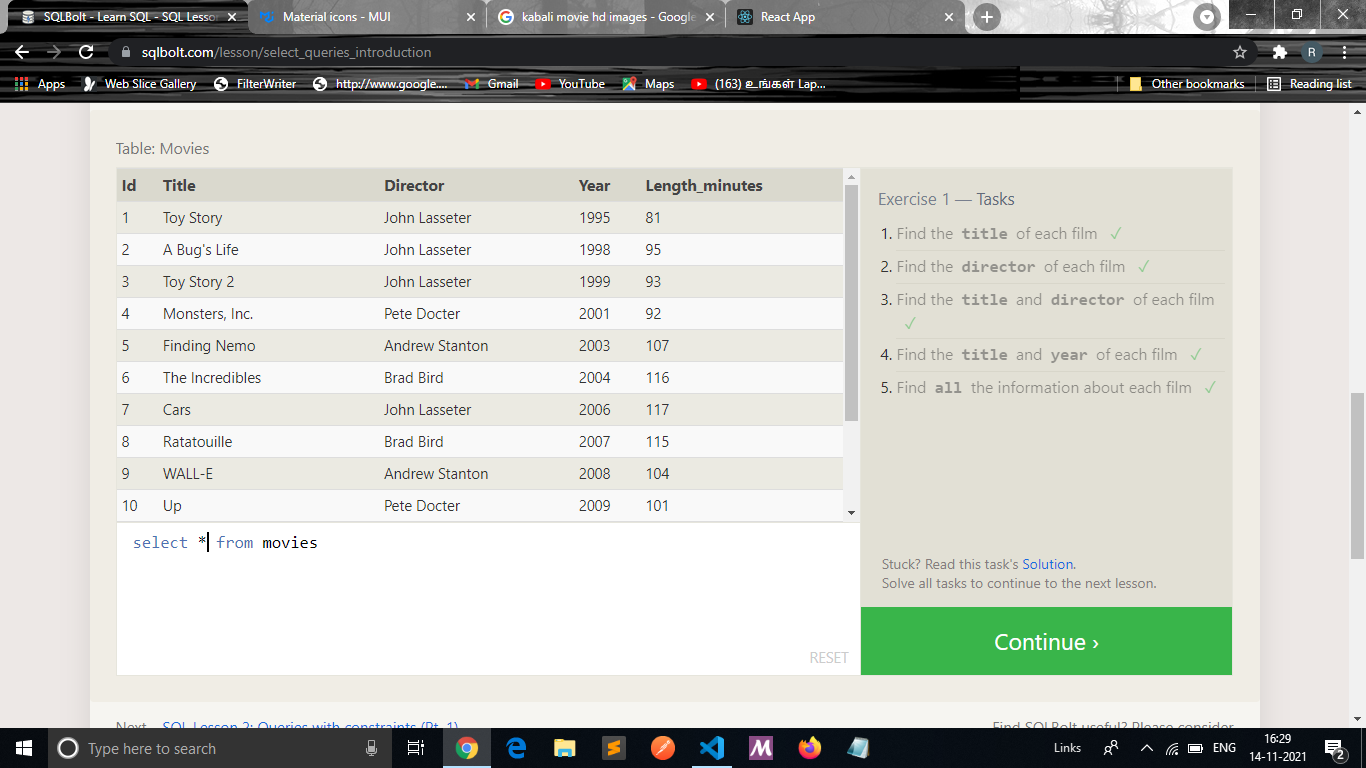 SQLBolt - Learn SQL - SQL Lesso
Material icons - MUI
kabali movie hd images - Google
React App
sqlbolt.com/lesson/select_queries_introduction
R
Apps
Web Slice Gallery
FilterWriter
http://www.google....
Gmail
YouTube
Maps
(163) உங்கள் Lap...
Other bookmarks
Reading list
Table: Movies
Id Title Director Year Length_minutes
1 Toy Story John Lasseter 1995 81
2 A Bug's Life John Lasseter 1998 95
3 Toy Story 2 John Lasseter 1999 93
4 Monsters, Inc. Pete Docter 2001 92
5 Finding Nemo Andrew Stanton 2003 107
6 The Incredibles Brad Bird 2004 116
7 Cars John Lasseter 2006 117
8 Ratatouille Brad Bird 2007 115
9 WALL-E Andrew Stanton 2008 104
10 Up Pete Docter 2009 101
select * from movies
RESET
Exercise 1 — Tasks
1. Find the title of each film ✓
2. Find the director of each film ✓
3. Find the title and director of each film
✓
4. Find the title and year of each film ✓
5. Find all the information about each film ✓
Stuck? Read this task's Solution.
Solve all tasks to continue to the next lesson.
Continue ›
Next – SQL Lesson 2: Queries with constraints (Pt. 1)
Find SQLBolt useful? Please consider
Type here to search
Links
ENG
16:29
14-11-2021
2